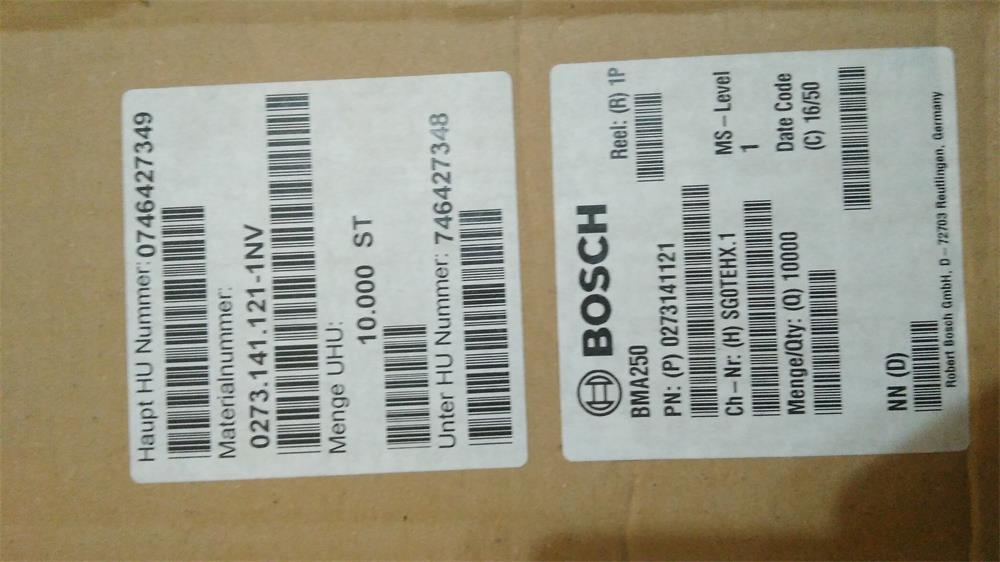 Haupt HU Nummer: 0746427349
Materialnummer:
0273.141.121-1NV
Menge UHU:
10.000 ST
Unter HU Nummer: 746427348
BOSCH
Reel: (R) 1P
BMA250
PN: (P) 0273141121
MS – Level
1
Ch – Nr: (H) SG0TEHX.1
Date Code
(C) 16/50
Menge/Qty: (Q) 10000
NN (D)
Robert Bosch GmbH, D – 72703 Reutlingen, Germany